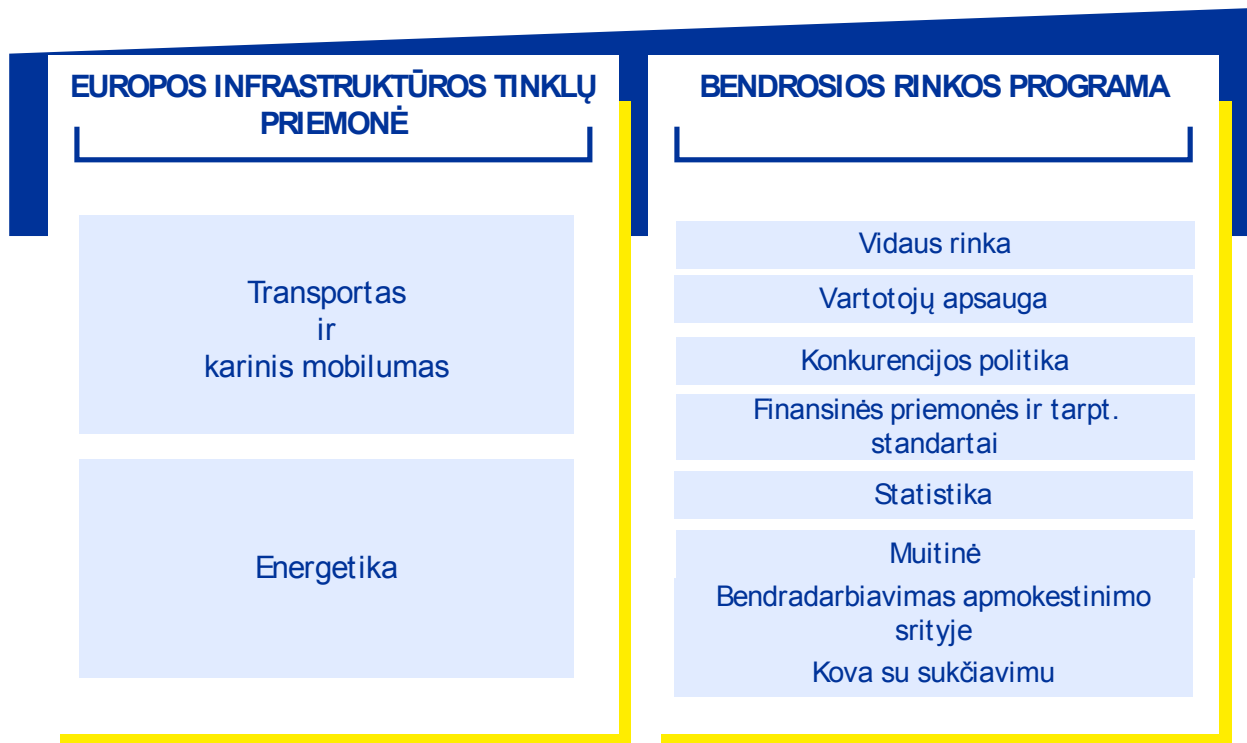 EUROPOS INFRASTRUKTŪROS TINKLŲ
PRIEMONĖ
Transportas
ir
karinis mobilumas
Energetika
BENDROSIOS RINKOS PROGRAMA
Vidaus rinka
Vartotojų apsauga
Konkurencijos politika
Finansinės priemonės ir tarpt.
standartai
Statistika
Muitinė
Bendradarbiavimas apmokestinimo
srityje
Kova su sukčiavimu